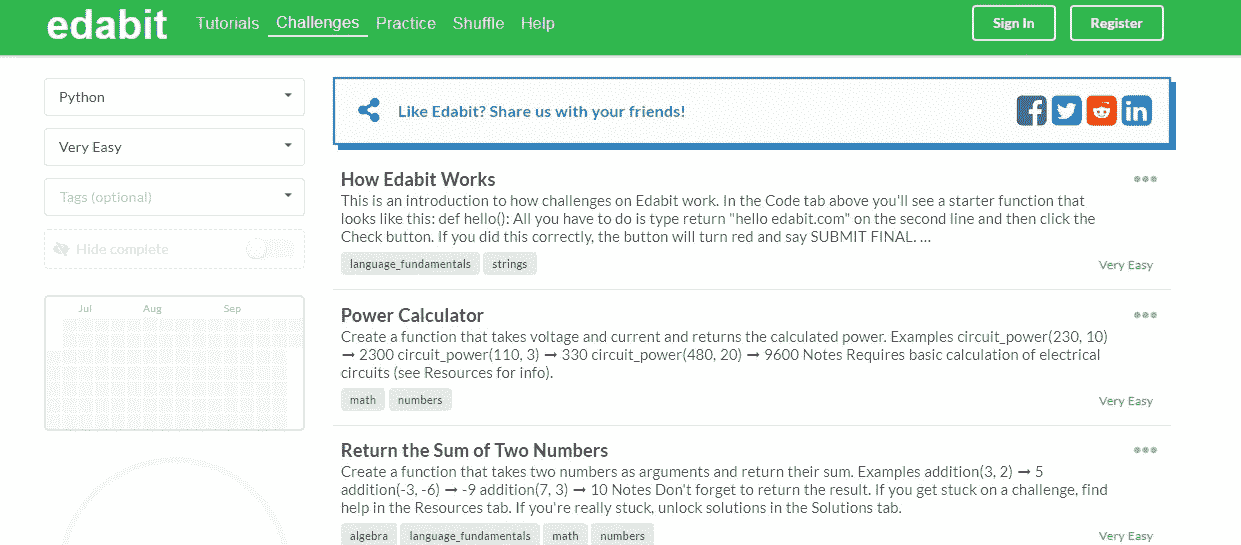 edabit Tutorials Challenges Practice Shuffle Help Sign In Register
Python
Very Easy
Tags (optional)
Hide complete
Jul Aug Sep
Like Edabit? Share us with your friends!
How Edabit Works
This is an introduction to how challenges on Edabit work. In the Code tab above you'll see a starter function that
looks like this: def hello(): All you have to do is type return "hello edabit.com" on the second line and then click the
Check button. If you did this correctly, the button will turn red and say SUBMIT FINAL. ...
language_fundamentals strings
Very Easy
Power Calculator
Create a function that takes voltage and current and returns the calculated power. Examples circuit_power(230, 10)
➞ 2300 circuit_power(110, 3) ➞ 330 circuit_power(480, 20) ➞ 9600 Notes Requires basic calculation of electrical
circuits (see Resources for info).
math numbers
Very Easy
Return the Sum of Two Numbers
Create a function that takes two numbers as arguments and return their sum. Examples addition(3, 2) ➞ 5
addition(-3, -6) ➞ -9 addition(7, 3) ➞ 10 Notes Don't forget to return the result. If you get stuck on a challenge, find
help in the Resources tab. If you're really stuck, unlock solutions in the Solutions tab.
algebra language_fundamentals math numbers
Very Easy